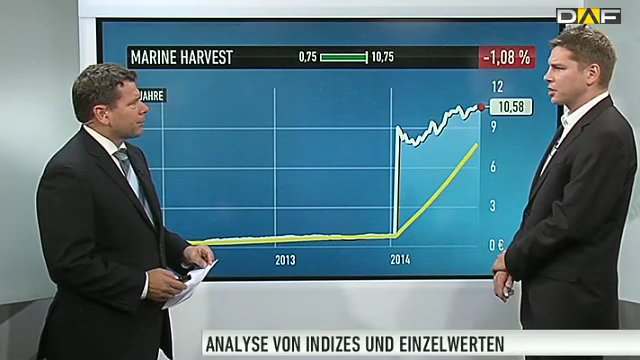 DAF
MARINE HARVEST 0,75 10,75 -1,08 %
JAHRE
12
10,58
9
6
3
0 €
2013 2014
ANALYSE VON INDIZES UND EINZELWERTEN